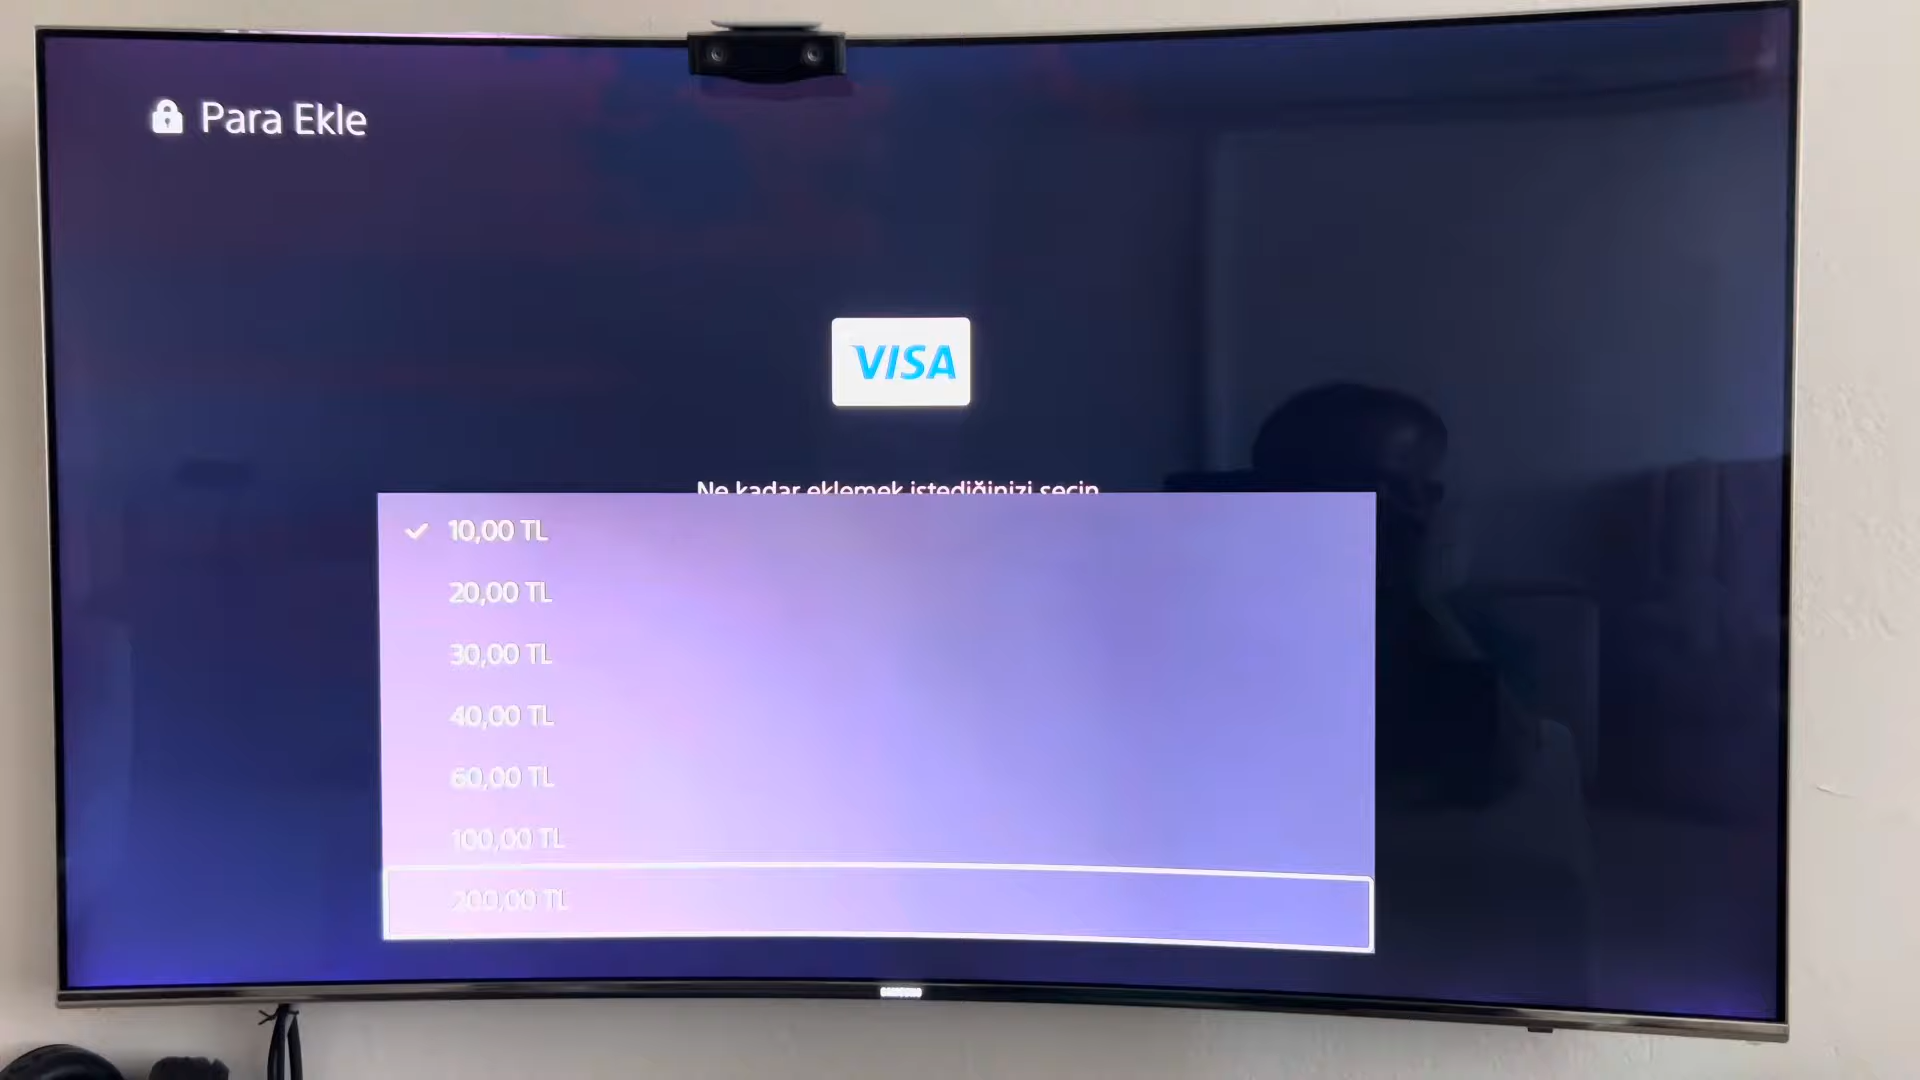 Para Ekle
VISA
Ne kadar eklemek istediğinizi seçin.
10,00 TL
20,00 TL
30,00 TL
40,00 TL
60,00 TL
100,00 TL
200,00 TL
SAMSUNG